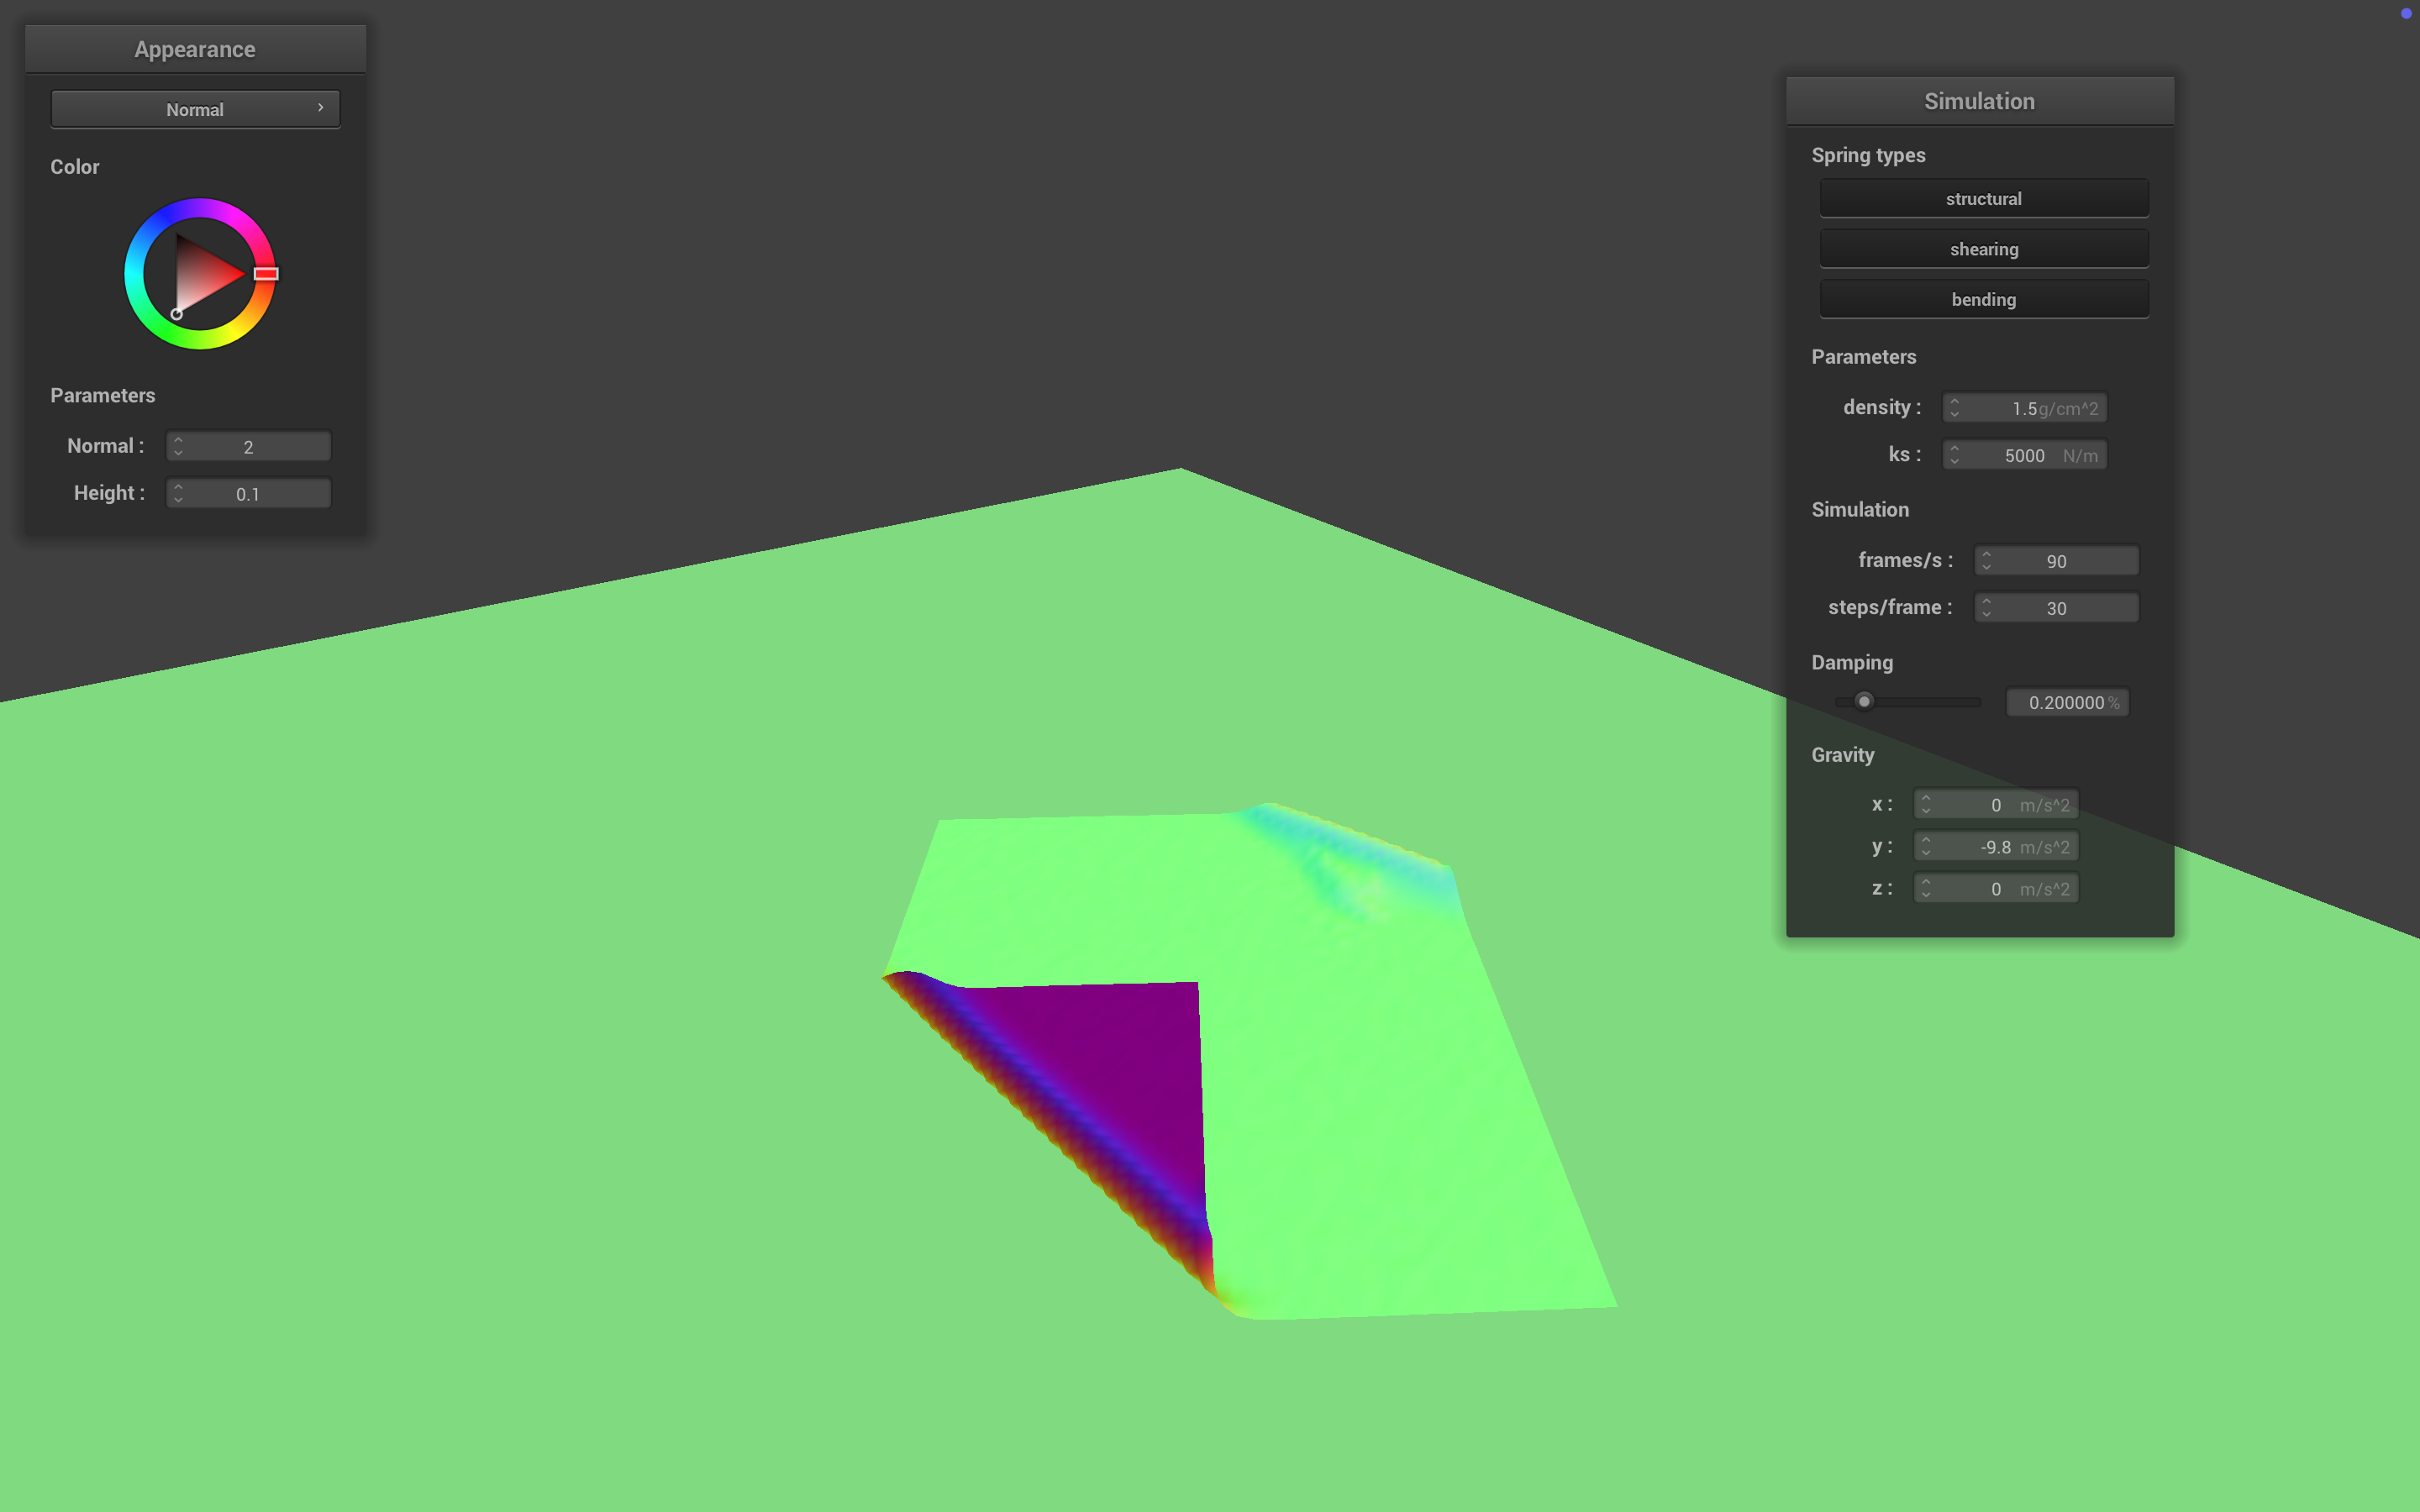 Appearance
Normal
Color
Parameters
Normal : 2
Height : 0.1
Simulation
Spring types
structural
shearing
bending
Parameters
density : 1.5 g/cm^2
ks : 5000 N/m
Simulation
frames/s : 90
steps/frame : 30
Damping
0.200000 %
Gravity
x : 0 m/s^2
y : -9.8 m/s^2
z : 0 m/s^2